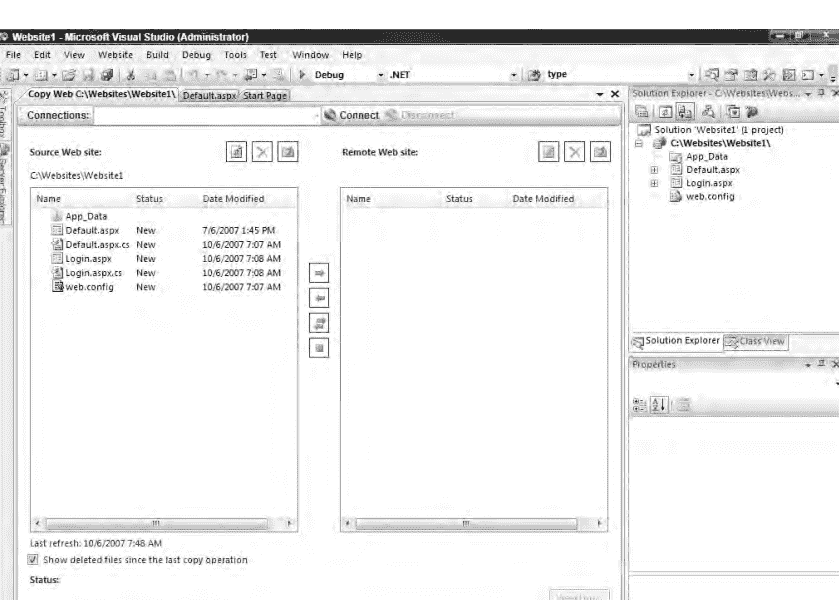 Website1 - Microsoft Visual Studio (Administrator)
File Edit View Website Build Debug Tools Test Window Help
Debug .NET type
Copy Web C:\Websites\Website1\ Default.aspx Start Page
Solution Explorer - C:\Websites\Webs...
Toolbox
Server Explorer
Connections: Connect Disconnect
Source Web site: Remote Web site:
C:\Websites\Website1
Name Status Date Modified
App_Data
Default.aspx New 7/6/2007 1:45 PM
Default.aspx.cs New 10/6/2007 7:07 AM
Login.aspx New 10/6/2007 7:08 AM
Login.aspx.cs New 10/6/2007 7:08 AM
web.config New 10/6/2007 7:07 AM
Name Status Date Modified
Last refresh: 10/6/2007 7:48 AM
Show deleted files since the last copy operation
Status:
Solution 'Website1' (1 project)
C:\Websites\Website1\
App_Data
Default.aspx
Login.aspx
web.config
Solution Explorer Class View
Properties